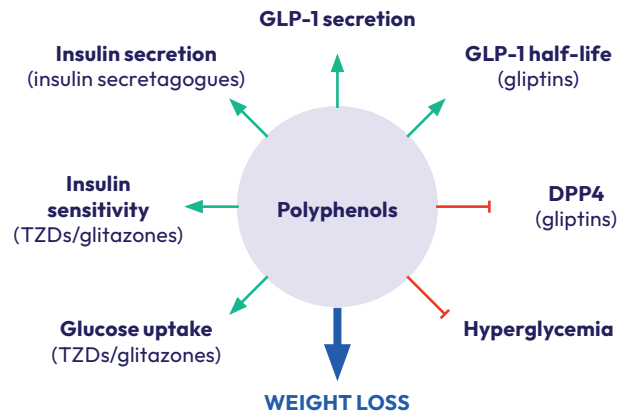 GLP-1 secretion
Insulin secretion
(insulin secretagogues)
GLP-1 half-life
(gliptins)
Insulin
sensitivity
(TZDs/glitazones)
Polyphenols
DPP4
(gliptins)
Glucose uptake
(TZDs/glitazones)
Hyperglycemia
WEIGHT LOSS